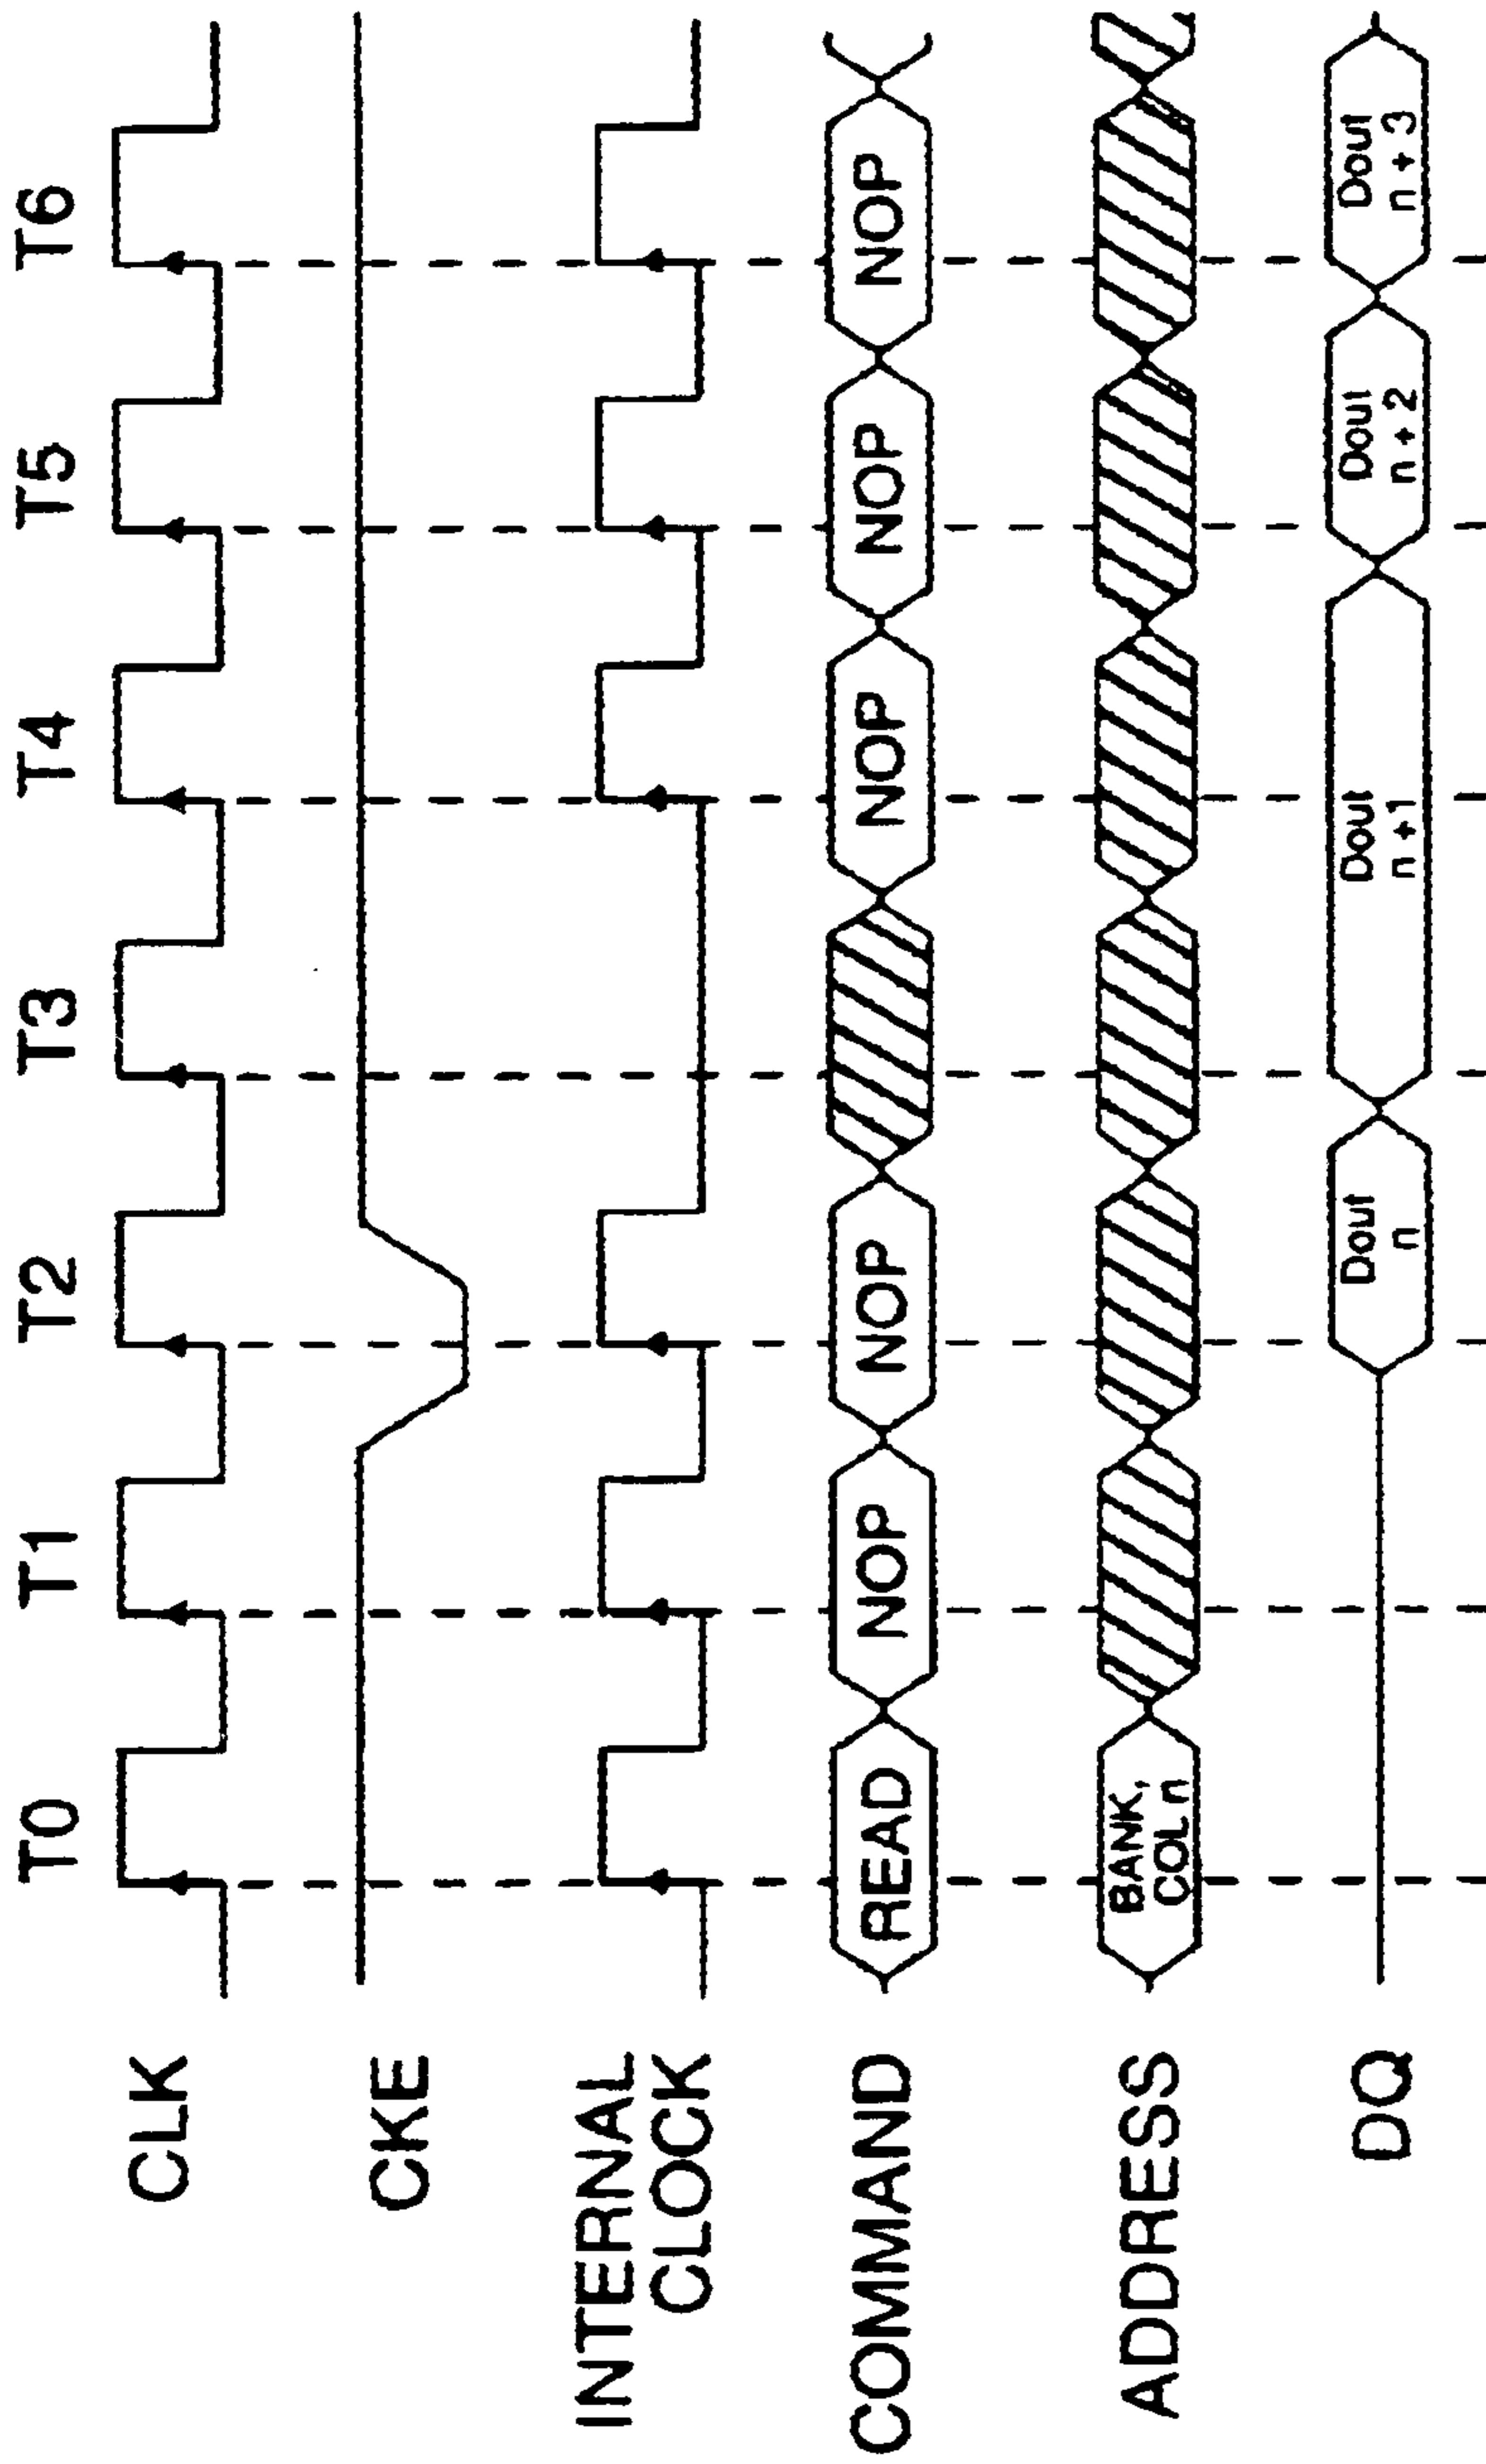 T0 T1 T2 T3 T4 T5 T6
CLK
CKE
INTERNAL
CLOCK
COMMAND READ NOP NOP NOP NOP NOP
ADDRESS BANK,
COL n
DQ Dout Dout Dout Dout
n n +1 n + 2 n + 3